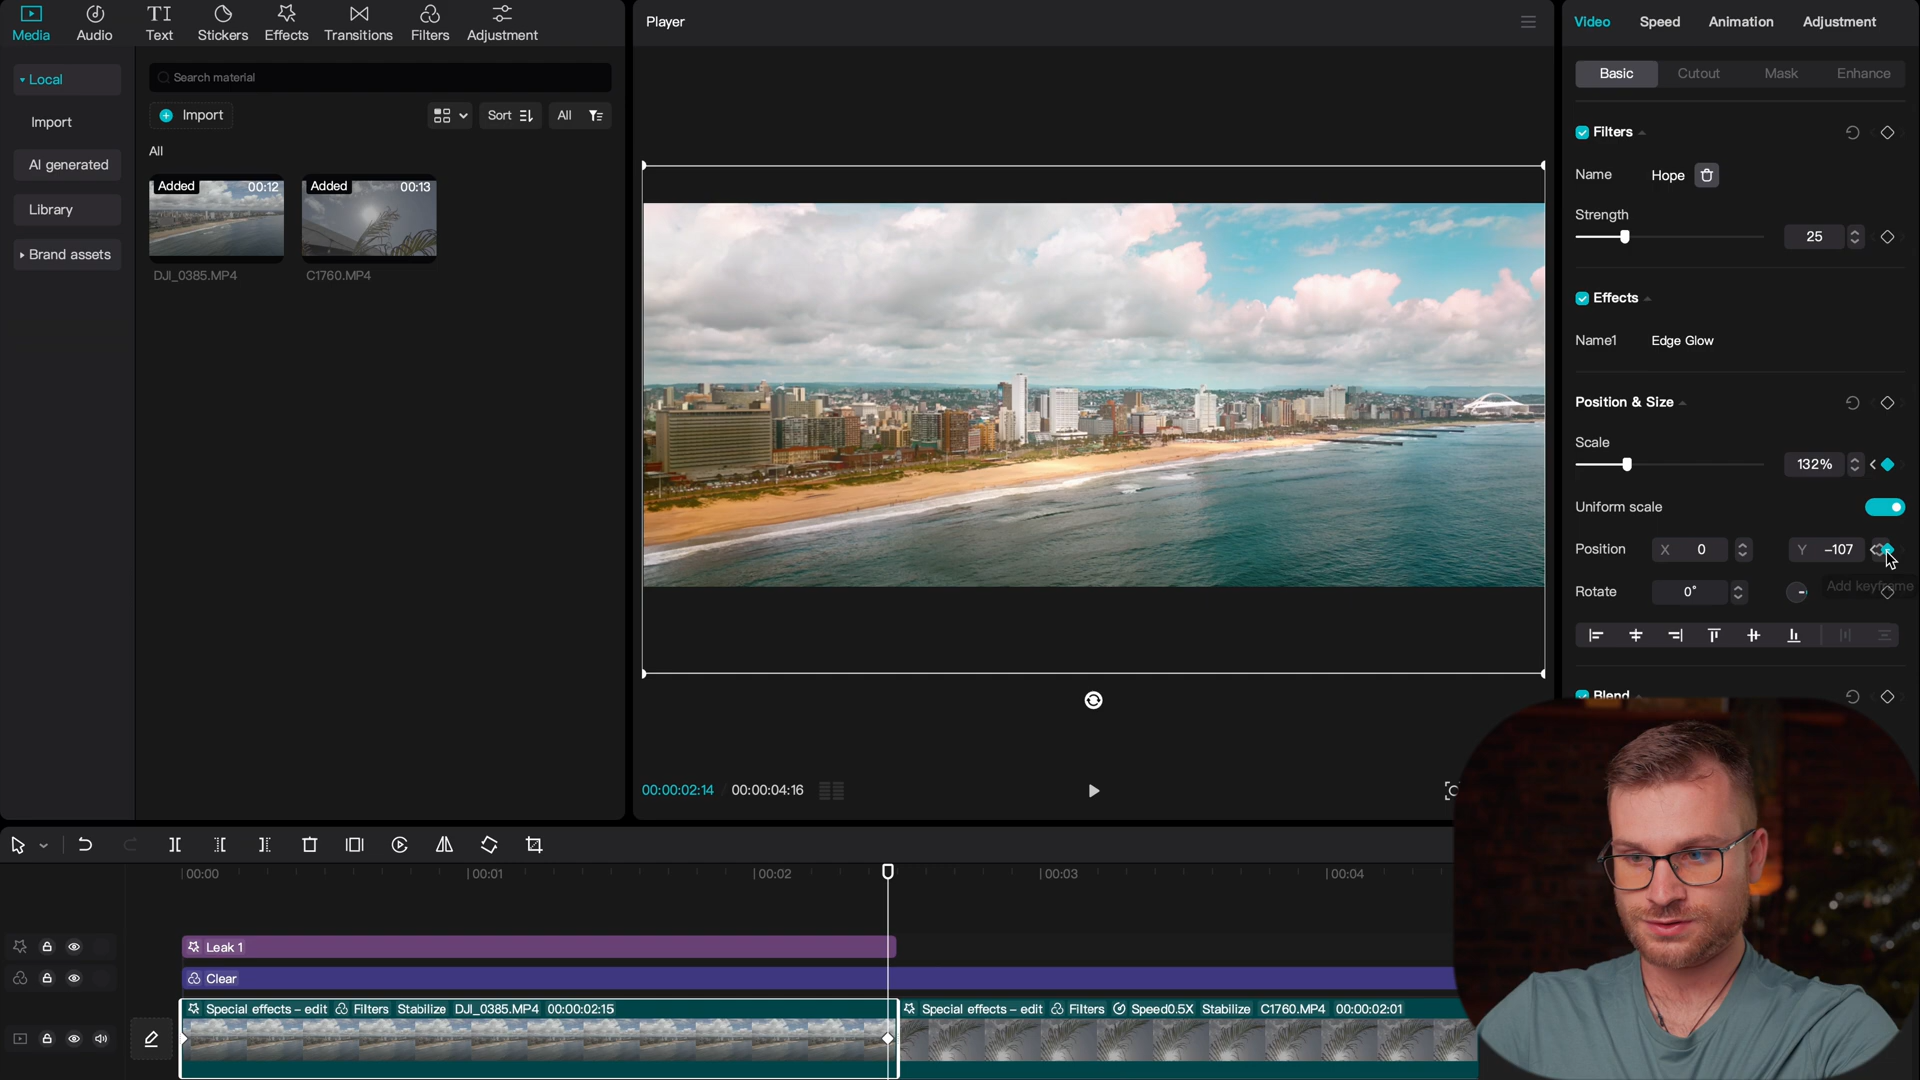 Media
Audio
Text
Stickers
Effects
Transitions
Filters
Adjustment
Player
Video
Speed
Animation
Adjustment
Local
Import
AI generated
Library
Brand assets
Search material
Import
Sort
All
All
Added 00:12
DJI_0385.MP4
Added 00:13
C1760.MP4
Basic
Cutout
Mask
Enhance
Filters
Name Hope
Strength
25
Effects
Name1 Edge Glow
Position & Size
Scale
132%
Uniform scale
Position X 0 Y -107
Add keyframe
Rotate 0°
Blend
00:00:02:14 00:00:04:16
00:00
00:01
00:02
00:03
00:04
Leak 1
Clear
Special effects – edit Filters Stabilize DJI_0385.MP4 00:00:02:15
Special effects – edit Filters Speed0.5X Stabilize C1760.MP4 00:00:02:01